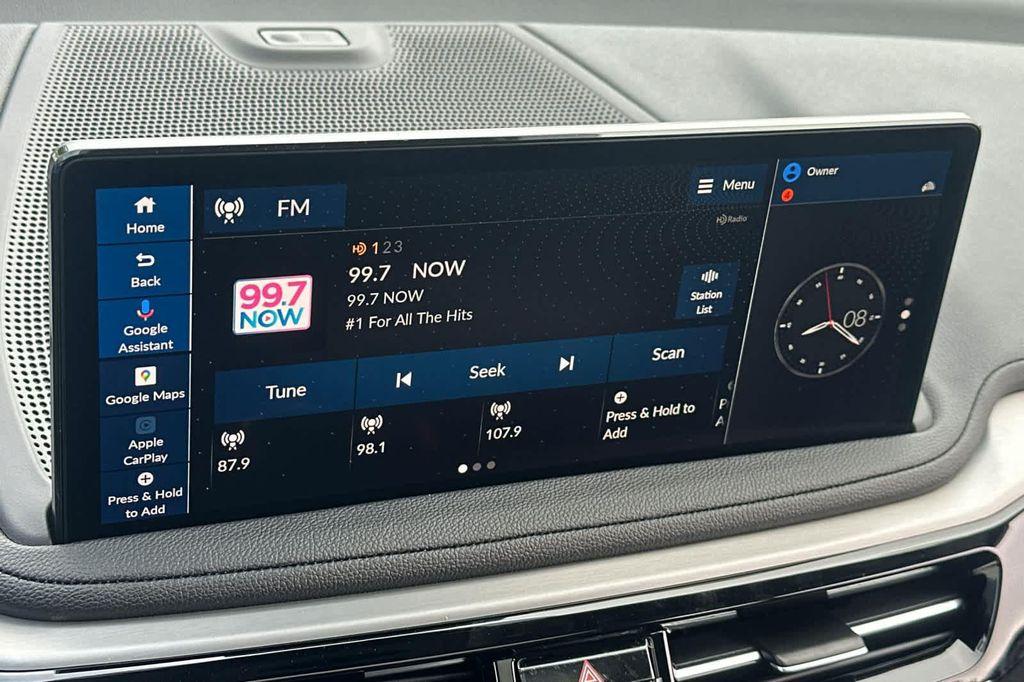 Home
Back
Google
Assistant
Google Maps
Apple
CarPlay
Press & Hold
to Add
FM
Menu
HD Radio
HD 1 2 3
99.7 NOW
99.7 NOW
#1 For All The Hits
99.7
NOW
Station
List
Tune
Seek
Scan
87.9
98.1
107.9
Press & Hold to
Add
P
A
Owner
4
08